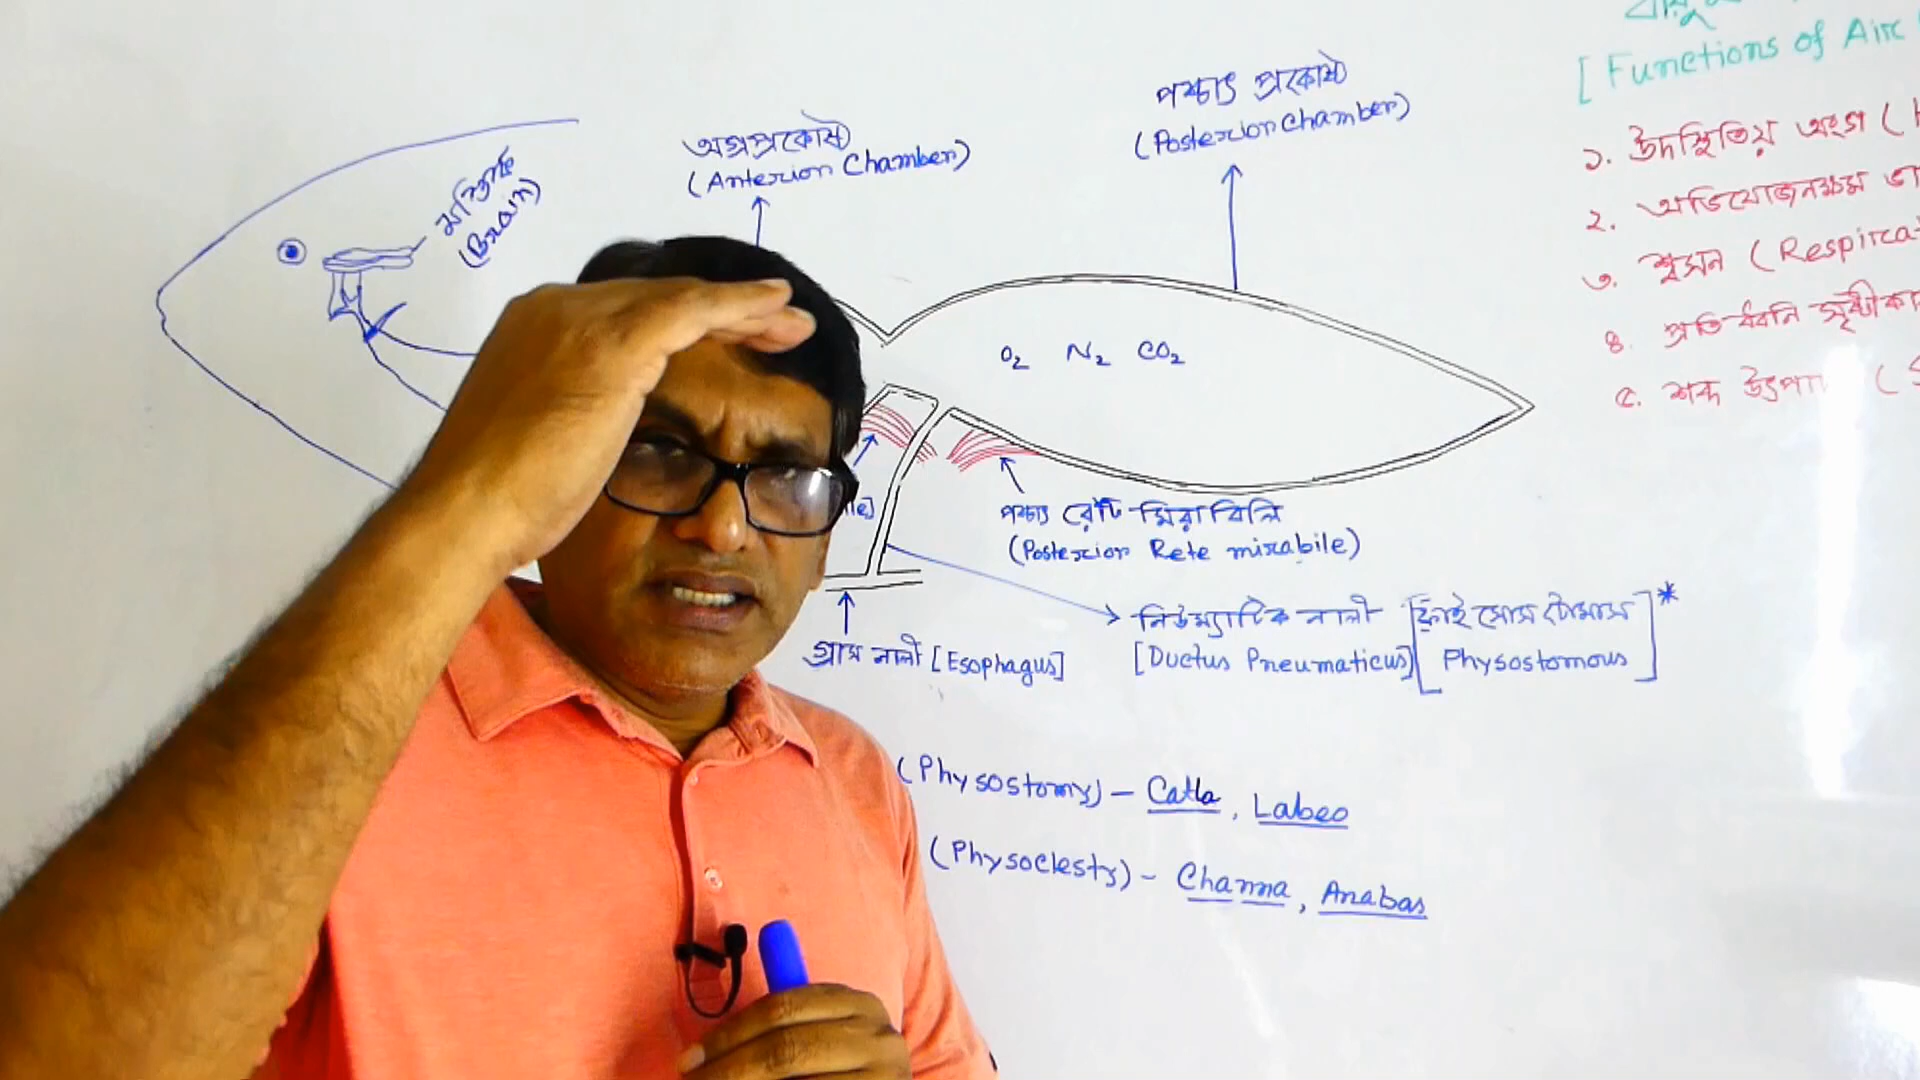 [Functions of Air
১. উদস্থিতিয় অংগ (
২. অভিযোজনক্ষম
৩. শ্বসন (Respira
৪. প্রতিধ্বনি সৃষ্টিকা
৫. শব্দ উৎপা (
পশ্চাৎ প্রকোষ্ঠ
(Posterior Chamber)
অগ্রপ্রকোষ্ঠ
(Anterior Chamber)
মস্তিষ্ক
(Brain)
O₂ N₂ CO₂
পশ্চাৎ রেটি মিরাবিলি
(Posterior Rete mirabile)
গ্রাস নালী [Esophagus]
নিউম্যাটিক নালী [ফাইসোসটোমাস]*
[Ductus Pneumaticus] [Physostomous]
(Physostomy) - Catla, Labeo
(Physoclesty) - Channa, Anabas